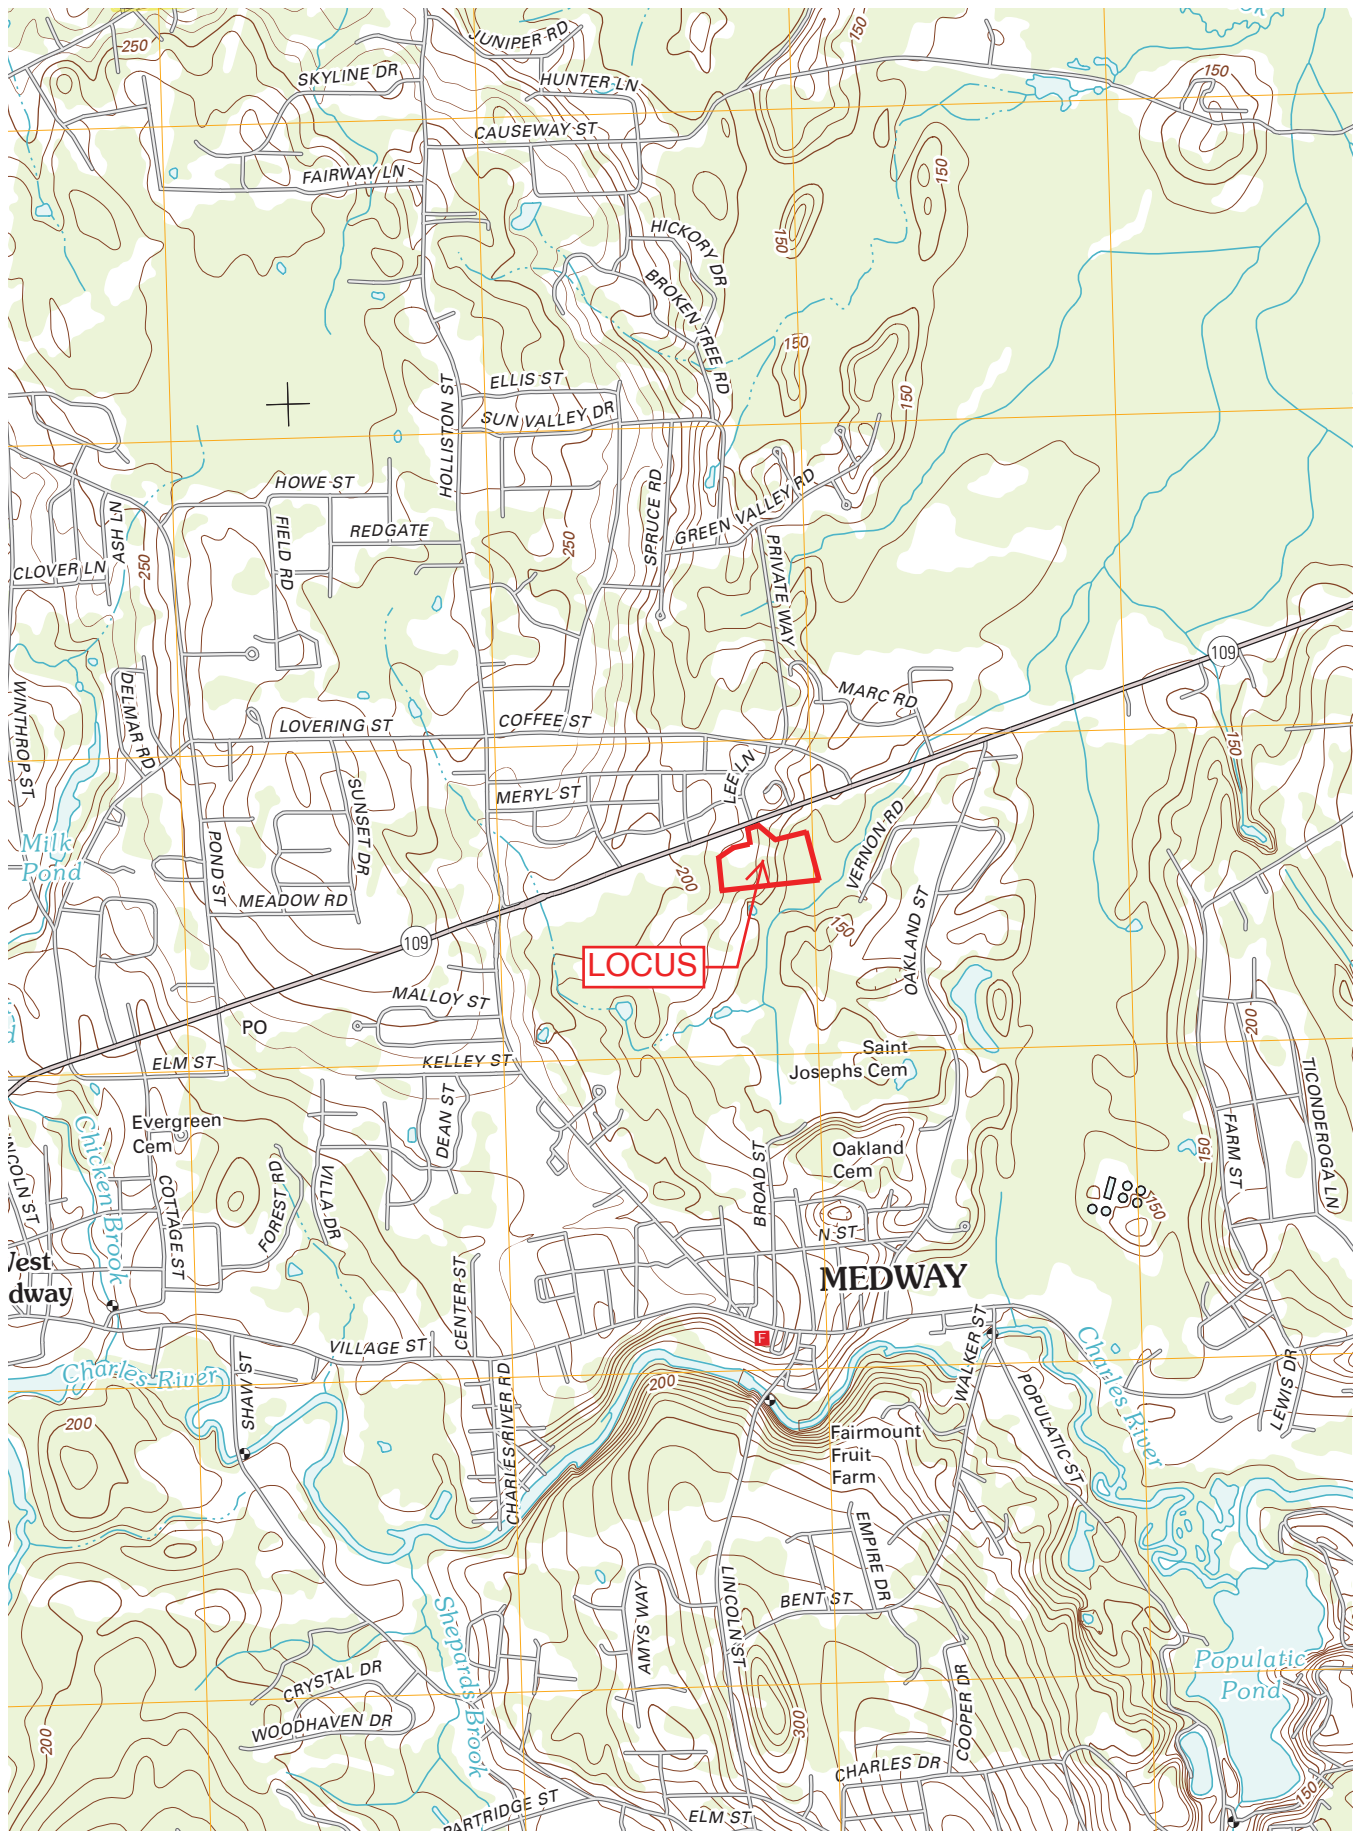 250
JUNIPER RD
150
SKYLINE DR
HUNTER LN
150
CAUSEWAY ST
FAIRWAY LN
150
HICKORY DR
150
BROKEN TREE RD
150
ELLIS ST
150
HOLLISTON ST
SUN VALLEY DR
HOWE ST
SPRUCE RD
GREEN VALLEY RD
ASH LN
FIELD RD
REDGATE
250
250
CLOVER LN
PRIVATE WAY
109
WINTHROP ST
DELMAR RD
MARC RD
LOVERING ST
COFFEE ST
150
LEE LN
SUNSET DR
MERYL ST
Milk
Pond
POND ST
VERNON RD
200
MEADOW RD
OAKLAND ST
150
109
LOCUS
MALLOY ST
PO
200
ELM ST
KELLEY ST
Saint
Josephs Cem
TICONDEROGA LN
DEAN ST
Evergreen
Cem
Chicken Brook
FARM ST
150
BROAD ST
Oakland
Cem
COTTAGE ST
FOREST RD
VILLA DR
150
N ST
MEDWAY
CENTER ST
F
VILLAGE ST
WALKER ST
Charles River
Charles River
SHAW ST
200
CHARLES RIVER RD
POPULATIC ST
LEWIS DR
200
Fairmount
Fruit
Farm
EMPIRE DR
LINCOLN ST
BENT ST
AMYS WAY
Shepards Brook
Populatic
Pond
CRYSTAL DR
WOODHAVEN DR
200
300
COOPER DR
CHARLES DR
150
PARTRIDGE ST
ELM ST